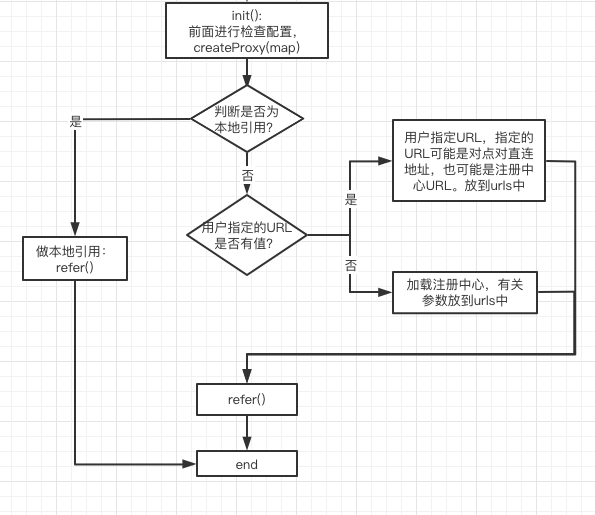 init():
前面进行检查配置，
createProxy(map)
判断是否为
本地引用？
是
否
用户指定URL，指定的
URL可能是对点对直连
地址，也可能是注册中
心URL。放到urls中
是
用户指定的URL
是否有值？
做本地引用：
refer()
否
加载注册中心，有关
参数放到urls中
refer()
end